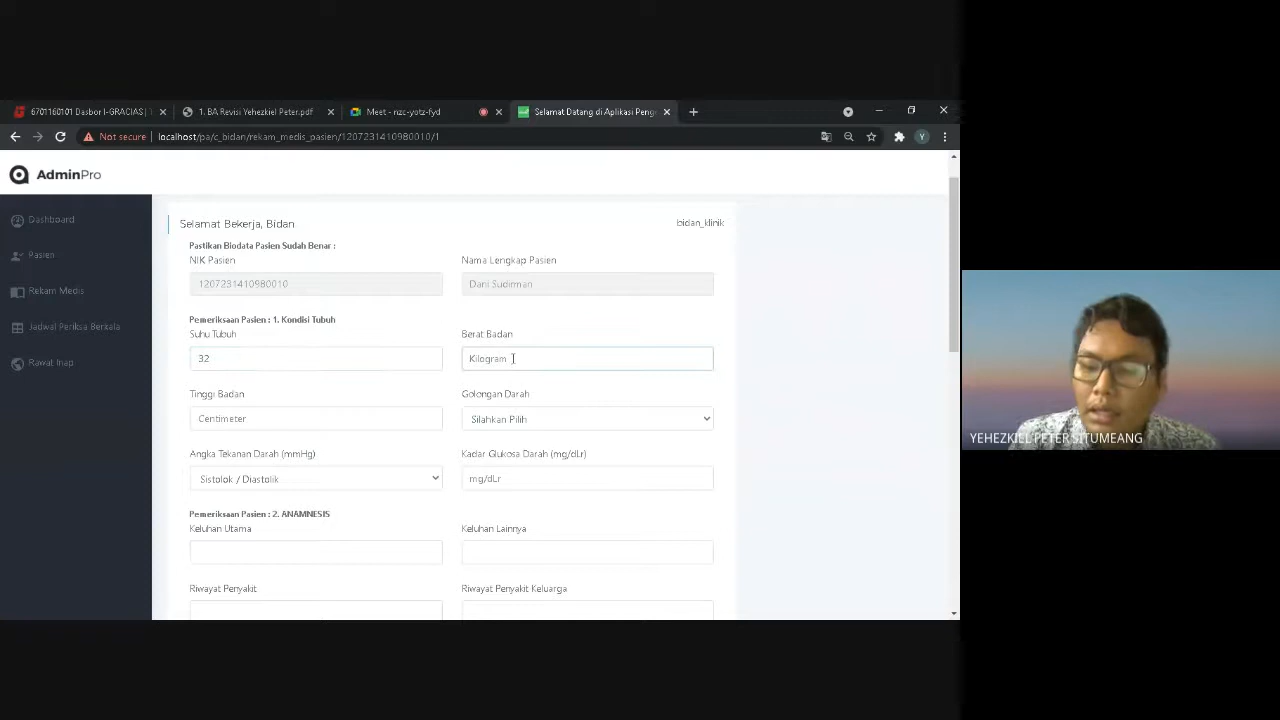 6701160101 Dasbor I-GRACIAS |
1. BA Revisi Yehezkiel Peter.pdf
Meet - nzc-yotz-fyd
Selamat Datang di Aplikasi Peng
Not secure
localhost/pa/c_bidan/rekam_medis_pasien/1207231410980010/1
Y
AdminPro
Dashboard
Pasien
Rekam Medis
Jadwal Periksa Berkala
Rawat Inap
Selamat Bekerja, Bidan
bidan_klinik
Pastikan Biodata Pasien Sudah Benar :
NIK Pasien
Nama Lengkap Pasien
1207231410980010
Dani Sudirman
Pemeriksaan Pasien : 1. Kondisi Tubuh
Suhu Tubuh
Berat Badan
32
Kilogram
Tinggi Badan
Golongan Darah
Centimeter
Silahkan Pilih
Angka Tekanan Darah (mmHg)
Kadar Glukosa Darah (mg/dLr)
Sistolok / Diastolik
mg/dLr
Pemeriksaan Pasien : 2. ANAMNESIS
Keluhan Utama
Keluhan Lainnya
Riwayat Penyakit
Riwayat Penyakit Keluarga
YEHEZKIEL PETER SITUMEANG